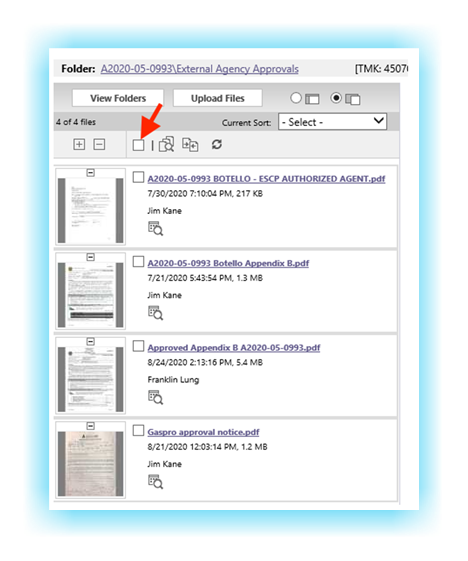 Folder: A2020-05-0993\External Agency Approvals [TMK: 4507
View Folders Upload Files
4 of 4 files Current Sort: - Select -
A2020-05-0993 BOTELLO - ESCP AUTHORIZED AGENT.pdf
7/30/2020 7:10:04 PM, 217 KB
Jim Kane
A2020-05-0993 Botello Appendix B.pdf
7/21/2020 5:43:54 PM, 1.3 MB
Jim Kane
Approved Appendix B A2020-05-0993.pdf
8/24/2020 2:13:16 PM, 5.4 MB
Franklin Lung
Gaspro approval notice.pdf
8/21/2020 12:03:14 PM, 1.2 MB
Jim Kane